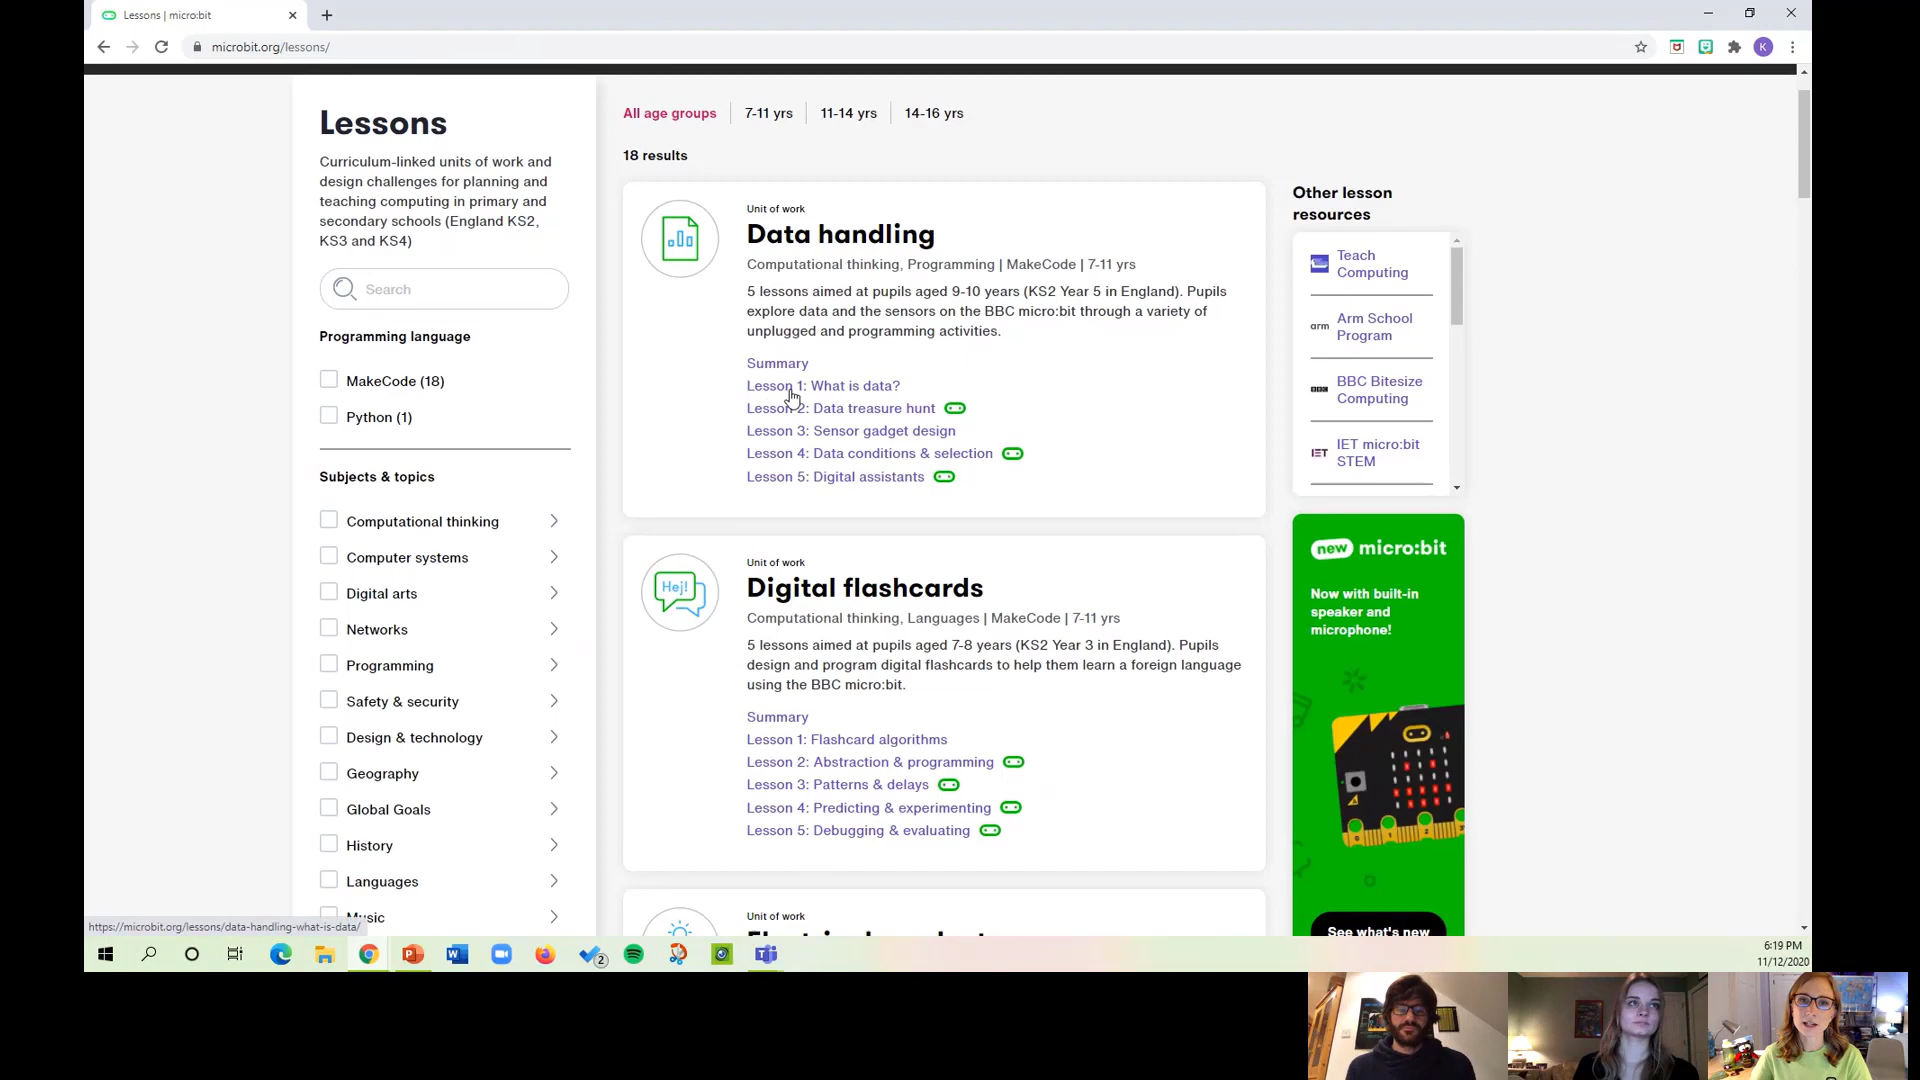 Lessons | micro:bit
microbit.org/lessons/
K
Lessons
Curriculum-linked units of work and
design challenges for planning and
teaching computing in primary and
secondary schools (England KS2,
KS3 and KS4)
Search
Programming language
MakeCode (18)
Python (1)
Subjects & topics
Computational thinking
Computer systems
Digital arts
Networks
Programming
Safety & security
Design & technology
Geography
Global Goals
History
Languages
Music
All age groups
7-11 yrs
11-14 yrs
14-16 yrs
18 results
Unit of work
Data handling
Computational thinking, Programming | MakeCode | 7-11 yrs
5 lessons aimed at pupils aged 9-10 years (KS2 Year 5 in England). Pupils
explore data and the sensors on the BBC micro:bit through a variety of
unplugged and programming activities.
Summary
Lesson 1: What is data?
Lesson 2: Data treasure hunt
Lesson 3: Sensor gadget design
Lesson 4: Data conditions & selection
Lesson 5: Digital assistants
Hej!
Unit of work
Digital flashcards
Computational thinking, Languages | MakeCode | 7-11 yrs
5 lessons aimed at pupils aged 7-8 years (KS2 Year 3 in England). Pupils
design and program digital flashcards to help them learn a foreign language
using the BBC micro:bit.
Summary
Lesson 1: Flashcard algorithms
Lesson 2: Abstraction & programming
Lesson 3: Patterns & delays
Lesson 4: Predicting & experimenting
Lesson 5: Debugging & evaluating
Unit of work
Other lesson
resources
Teach
Computing
arm
Arm School
Program
BBC
BBC Bitesize
Computing
IET
IET micro:bit
STEM
new micro:bit
Now with built-in
speaker and
microphone!
0 1 2
See what's new
https://microbit.org/lessons/data-handling-what-is-data/
2
6:19 PM
11/12/2020